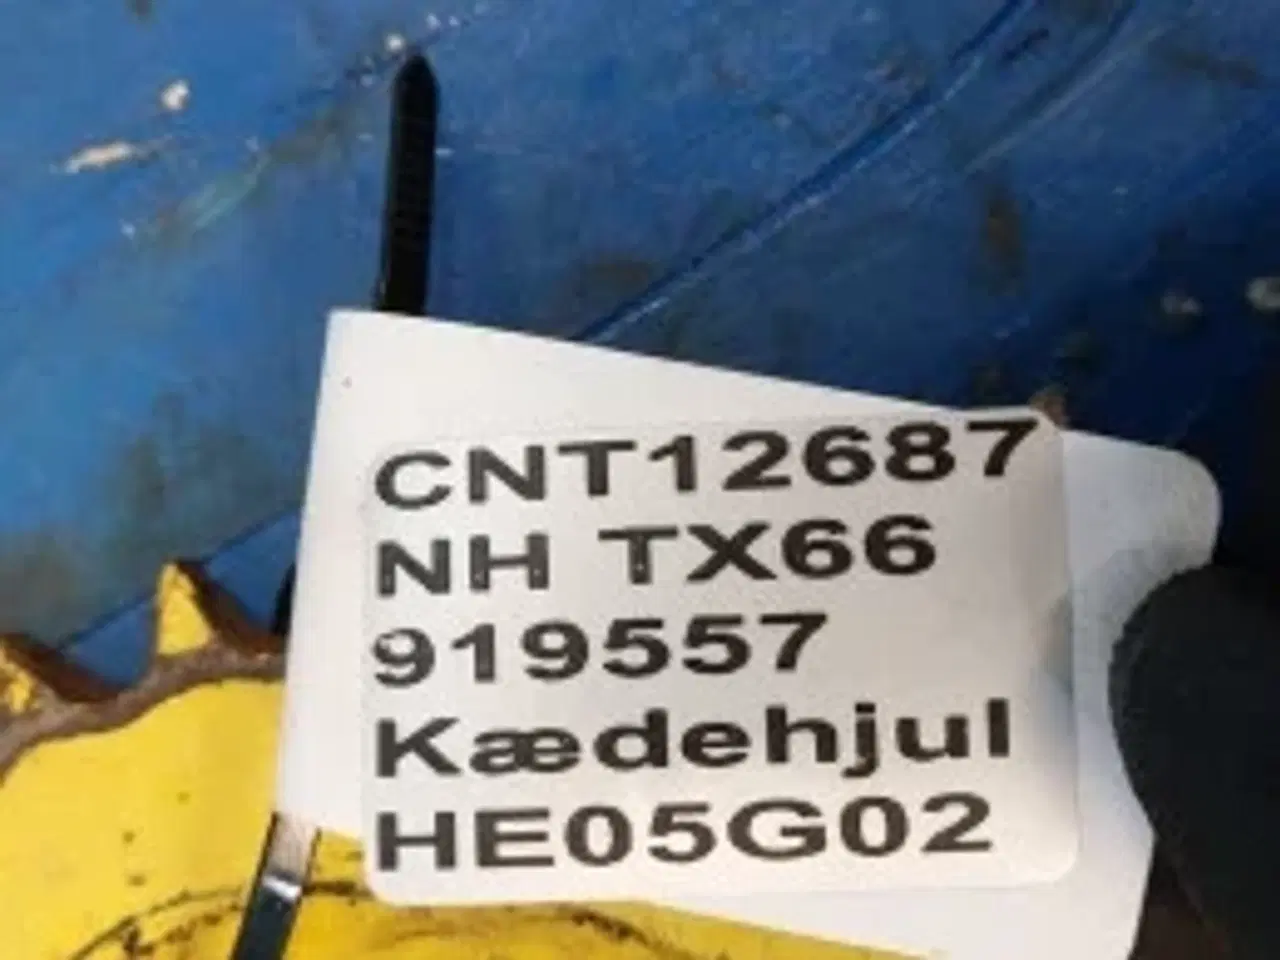 CNT12687
NH TX66
919557
Kædehjul
HE05G02